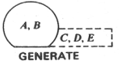 A, B
C, D, E
GENERATE